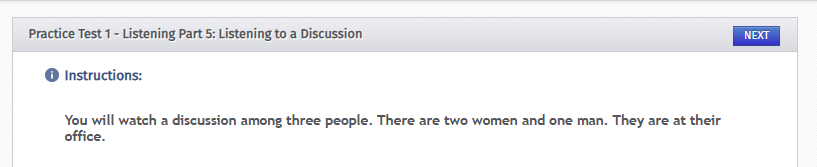 Practice Test 1 - Listening Part 5: Listening to a Discussion
NEXT
Instructions:
You will watch a discussion among three people. There are two women and one man. They are at their
office.